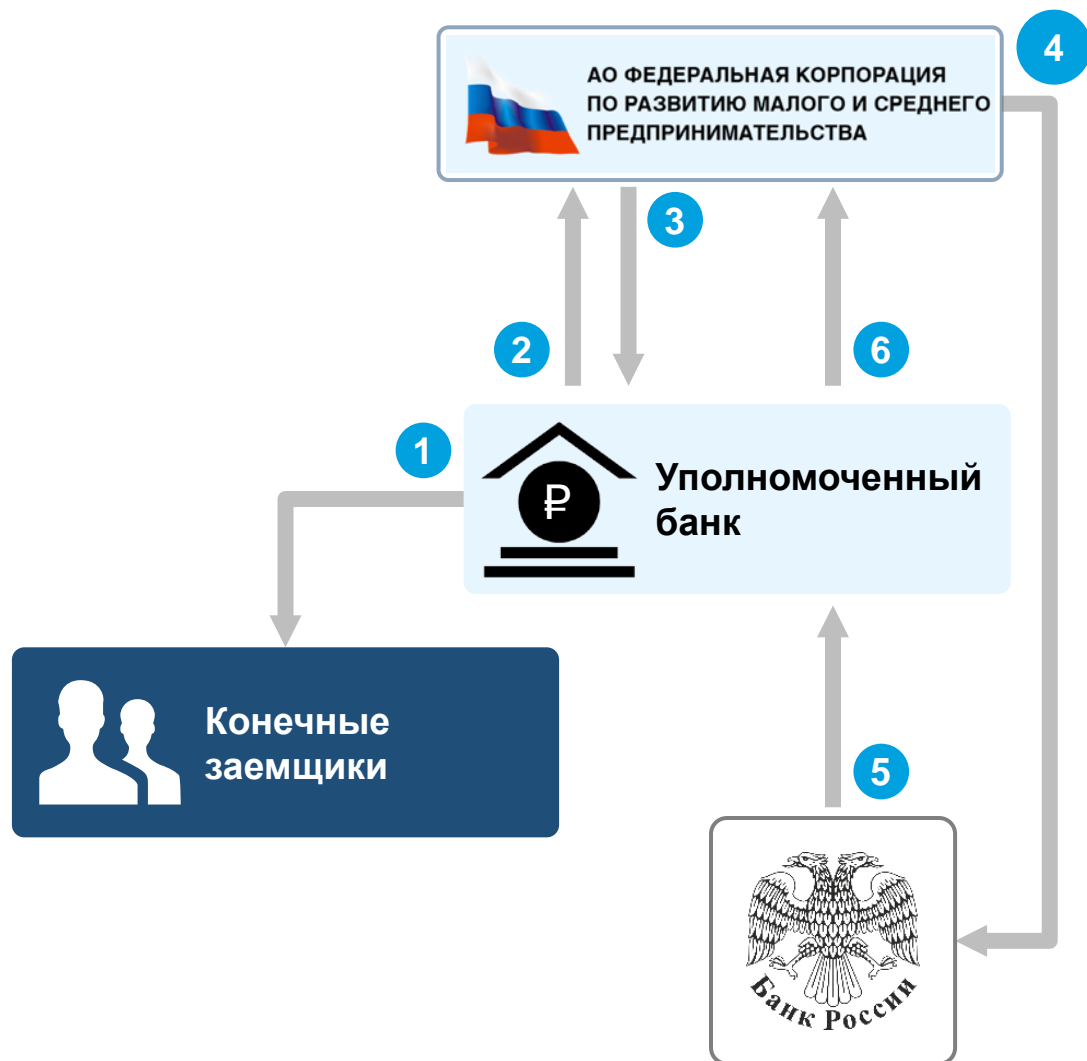 4
АО ФЕДЕРАЛЬНАЯ КОРПОРАЦИЯ
ПО РАЗВИТИЮ МАЛОГО И СРЕДНЕГО
ПРЕДПРИНИМАТЕЛЬСТВА
3
2
6
1
₽
Уполномоченный
банк
Конечные
заемщики
5
Банк России